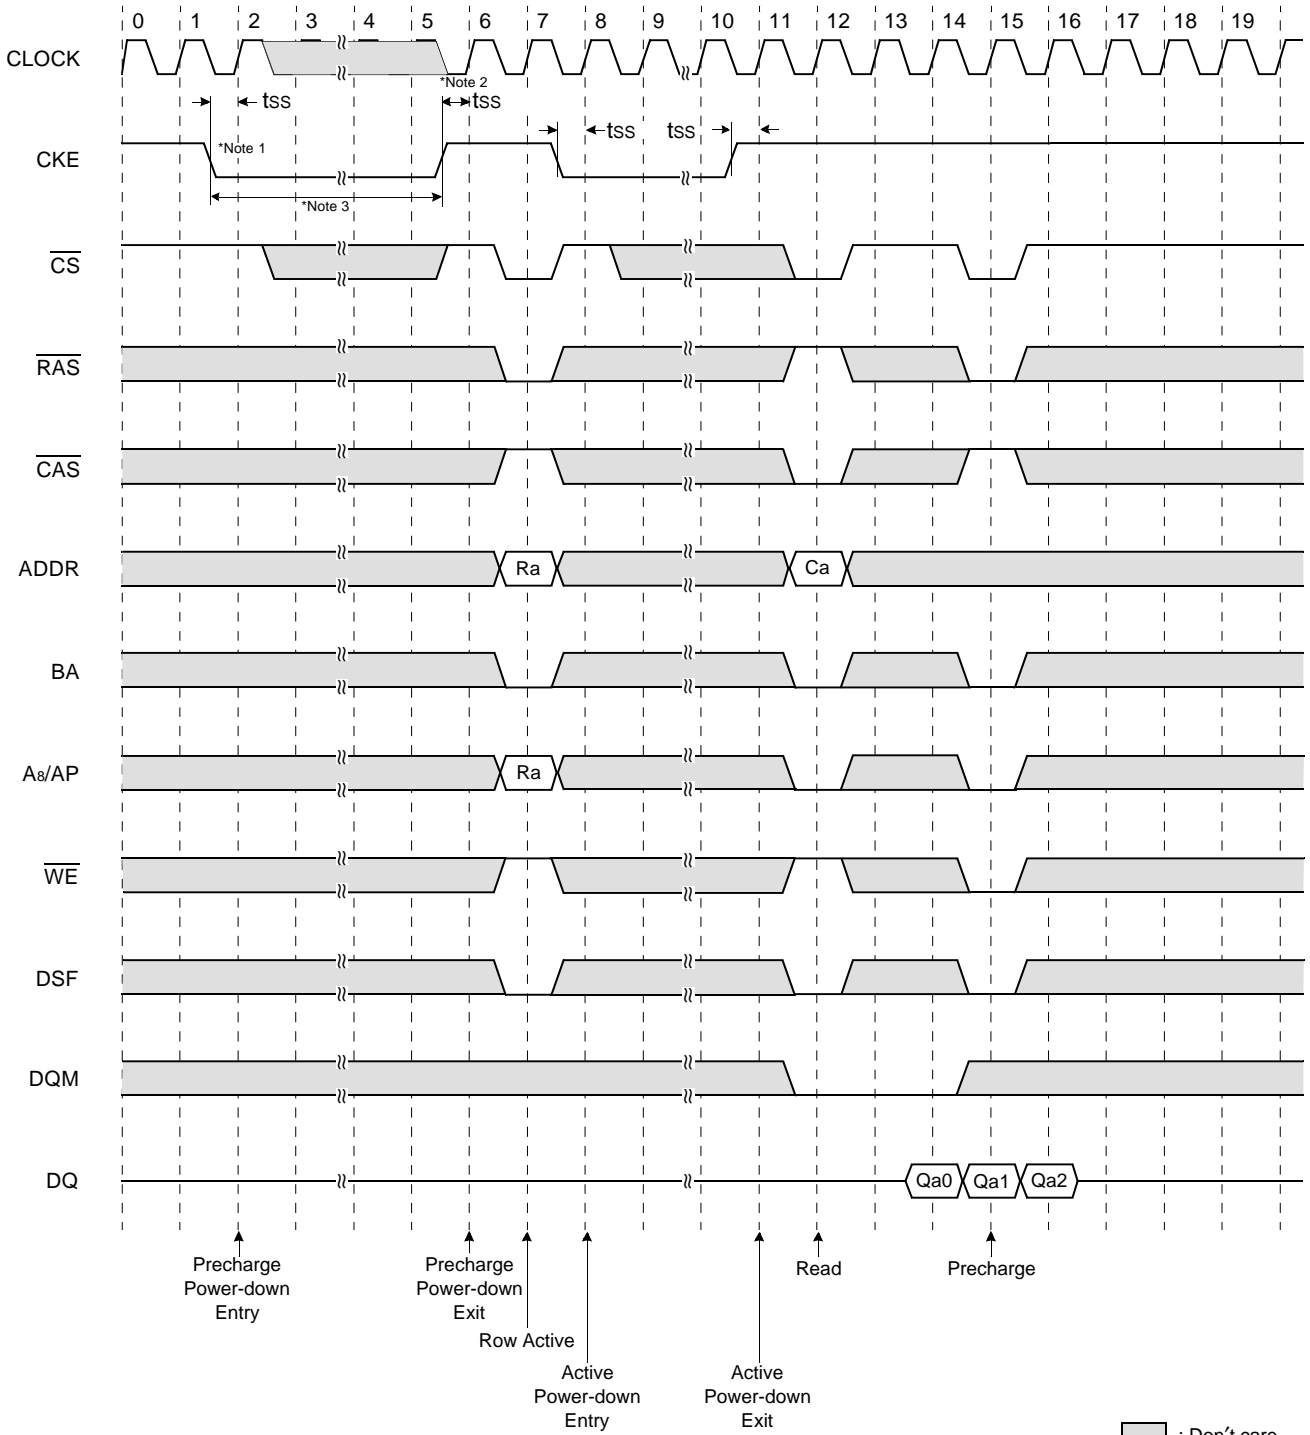 0 1 2 3 4 5 6 7 8 9 10 11 12 13 14 15 16 17 18 19
CLOCK
*Note 2
tSS tSS
tSS tSS
*Note 1
CKE
*Note 3
CS
RAS
CAS
ADDR Ra Ca
BA
A8/AP Ra
WE
DSF
DQM
DQ Qa0 Qa1 Qa2
Precharge
Power-down
Entry
Precharge
Power-down
Exit
Row Active
Active
Power-down
Entry
Active
Power-down
Exit
Read
Precharge
: Don't care